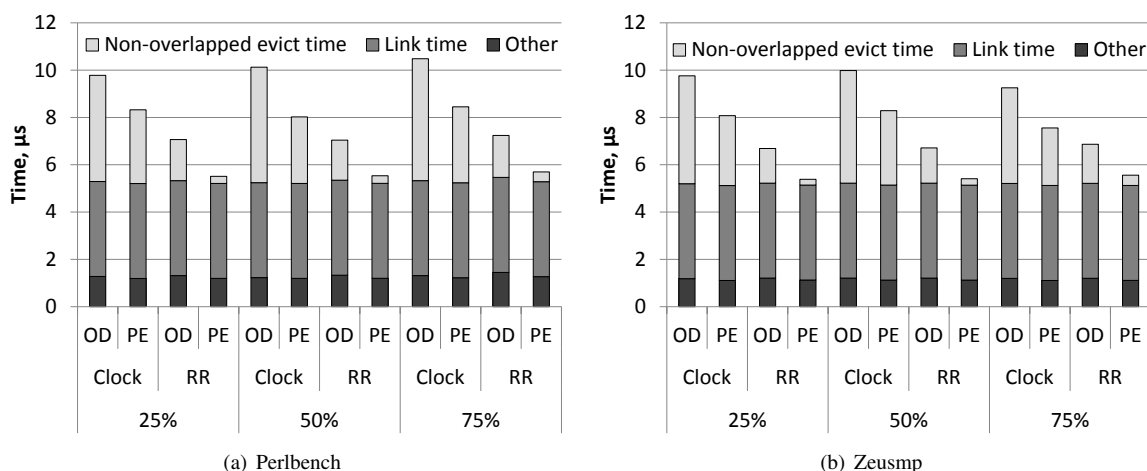 12
Non-overlapped evict time Link time Other
10
8
6
4
2
0
Time, µs
OD PE OD PE OD PE OD PE OD PE OD PE
Clock RR Clock RR Clock RR
25% 50% 75%
(a) Perlbench
12
Non-overlapped evict time Link time Other
10
8
6
4
2
0
Time, µs
OD PE OD PE OD PE OD PE OD PE OD PE
Clock RR Clock RR Clock RR
25% 50% 75%
(b) Zeusmp